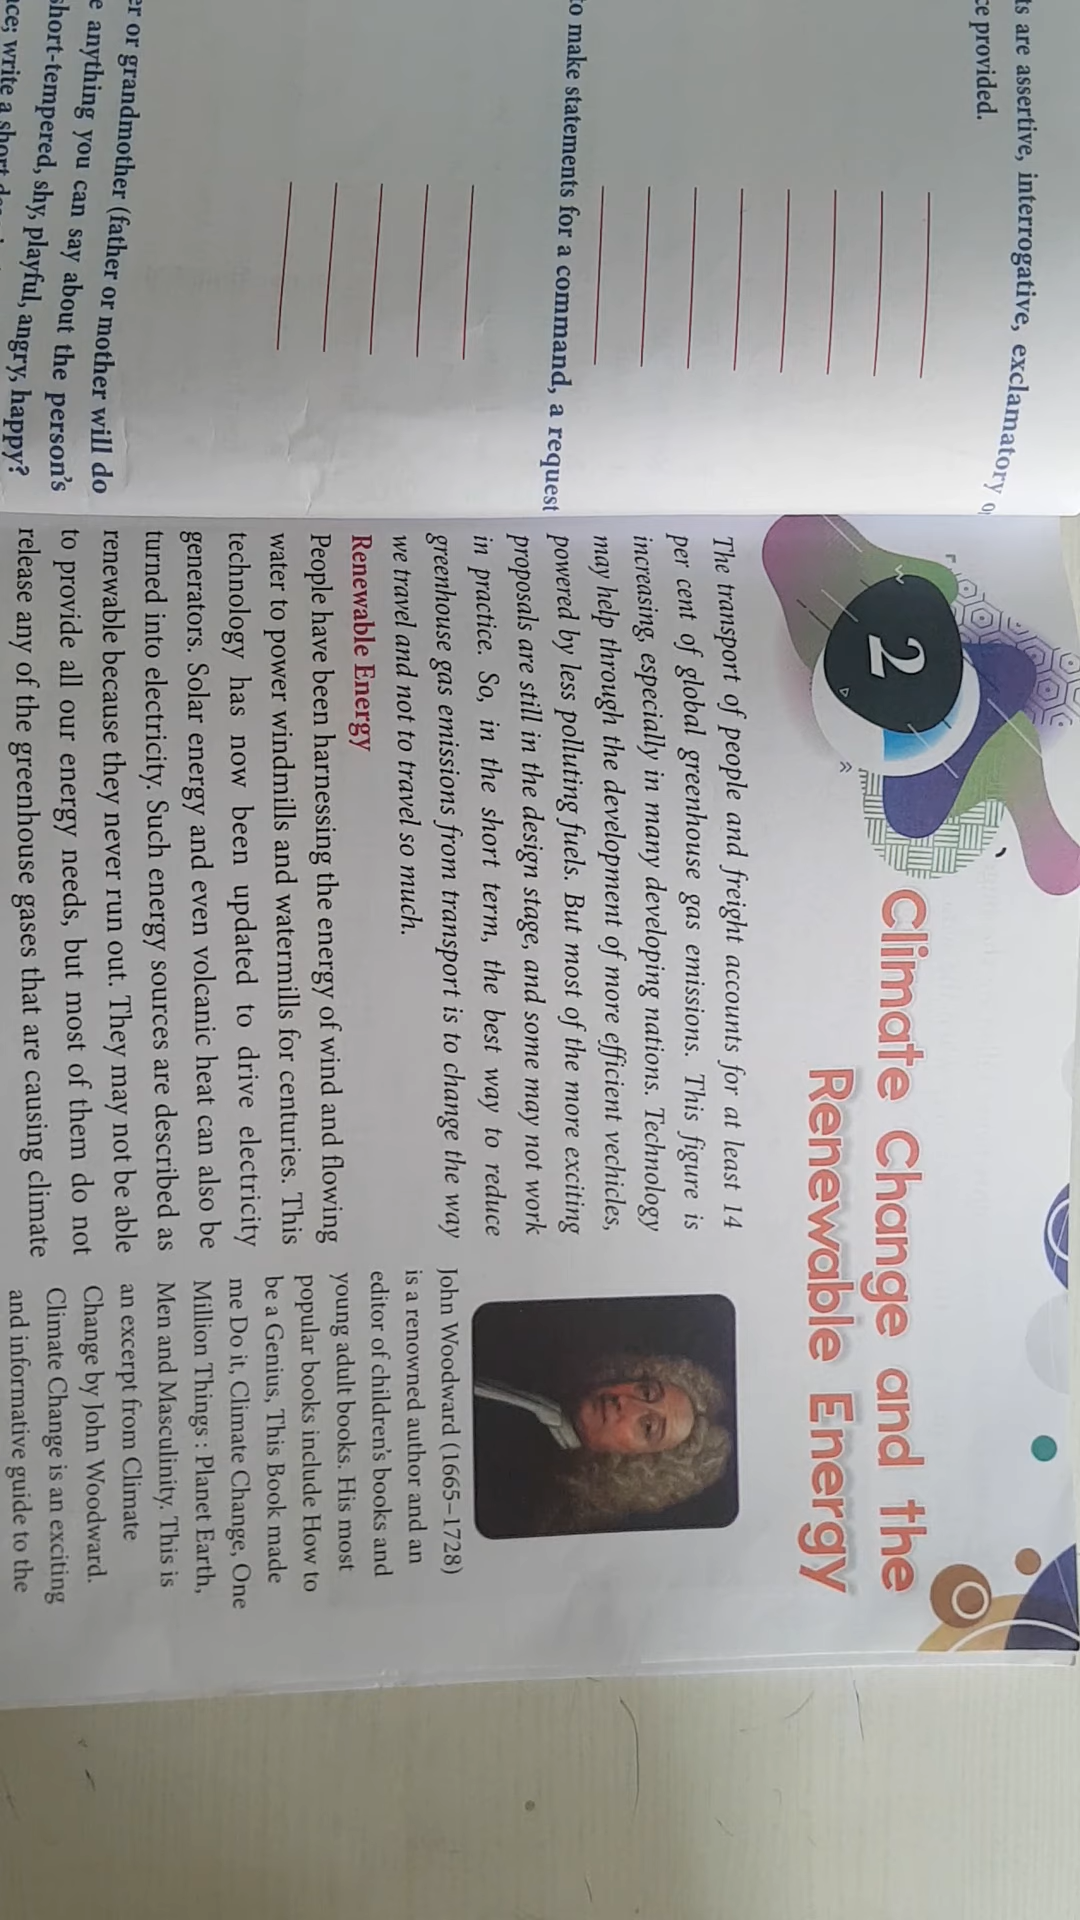 ts are assertive, interrogative, exclamatory
ce provided.
to make statements for a command, a request
er or grandmother (father or mother will do
e anything you can say about the person's
short-tempered, shy, playful, angry, happy?
ace; write a short
2
Climate Change and the
Renewable Energy
The transport of people and freight accounts for at least 14
per cent of global greenhouse gas emissions. This figure is
increasing, especially in many developing nations. Technology
may help through the development of more efficient vechicles,
powered by less polluting fuels. But most of the more exciting
proposals are still in the design stage, and some may not work
in practice. So, in the short term, the best way to reduce
greenhouse gas emissions from transport is to change the way
we travel and not to travel so much.
Renewable Energy
People have been harnessing the energy of wind and flowing
water to power windmills and watermills for centuries. This
technology has now been updated to drive electricity
generators. Solar energy and even volcanic heat can also be
turned into electricity. Such energy sources are described as
renewable because they never run out. They may not be able
to provide all our energy needs, but most of them do not
release any of the greenhouse gases that are causing climate
John Woodward (1665–1728)
is a renowned author and an
editor of children's books and
young adult books. His most
popular books include How to
be a Genius, This Book made
me Do it, Climate Change, One
Million Things : Planet Earth,
Men and Masculinity. This is
an excerpt from Climate
Change by John Woodward.
Climate Change is an exciting
and informative guide to the